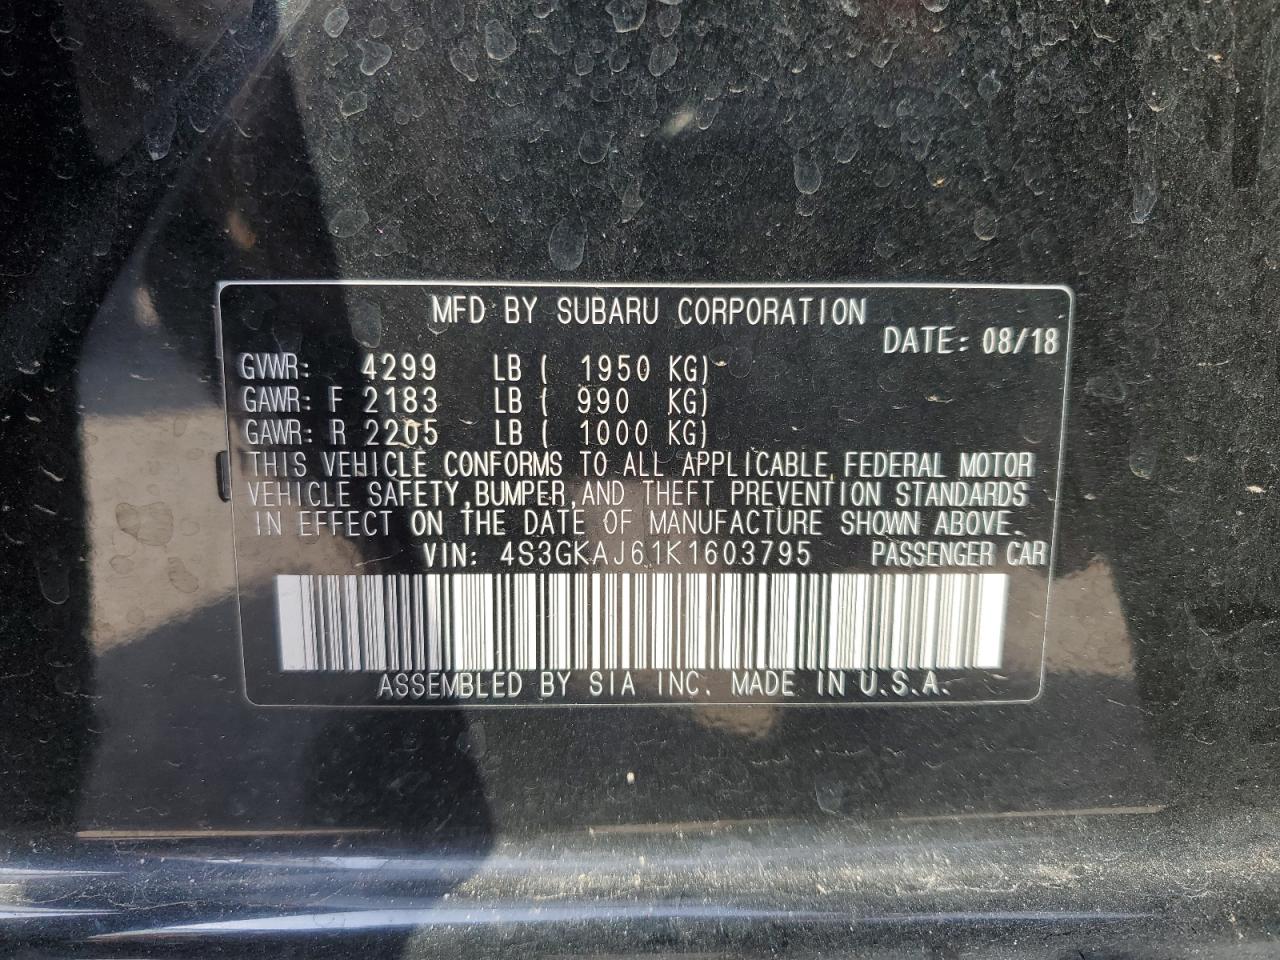 MFD BY SUBARU CORPORATION
DATE: 08/18
GVWR: 4299 LB ( 1950 KG)
GAWR: F 2183 LB ( 990 KG)
GAWR: R 2205 LB ( 1000 KG)
THIS VEHICLE CONFORMS TO ALL APPLICABLE FEDERAL MOTOR
VEHICLE SAFETY,BUMPER,AND THEFT PREVENTION STANDARDS
IN EFFECT ON THE DATE OF MANUFACTURE SHOWN ABOVE.
VIN: 4S3GKAJ61K1603795 PASSENGER CAR
ASSEMBLED BY SIA INC. MADE IN U.S.A.